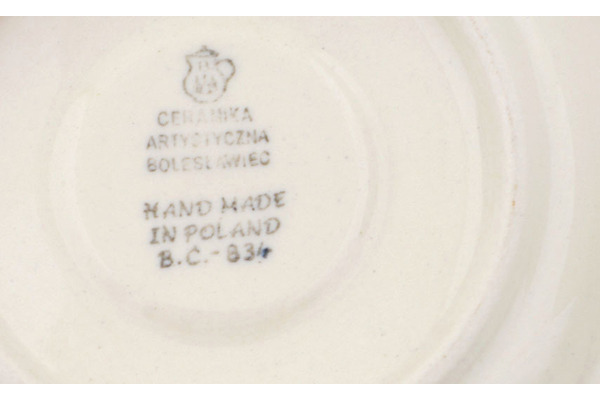 CERAMIKA
ARTYSTYCZNA
BOLESŁAWIEC
HAND MADE
IN POLAND
B.C.-834